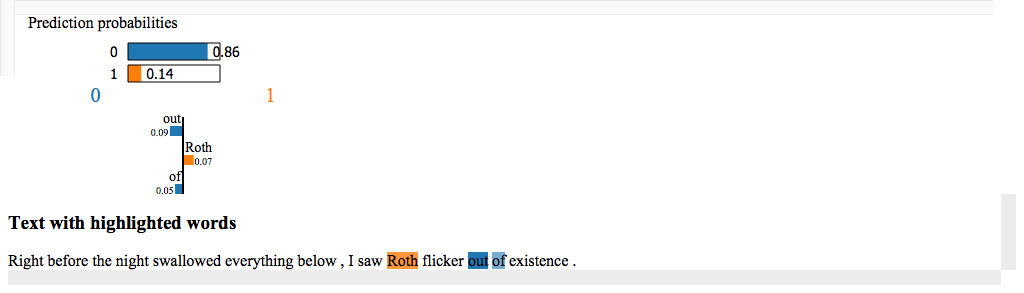 Prediction probabilities
0 0.86
1 0.14
0 1
out
0.09
Roth
0.07
of
0.05
Text with highlighted words
Right before the night swallowed everything below , I saw Roth flicker out of existence .